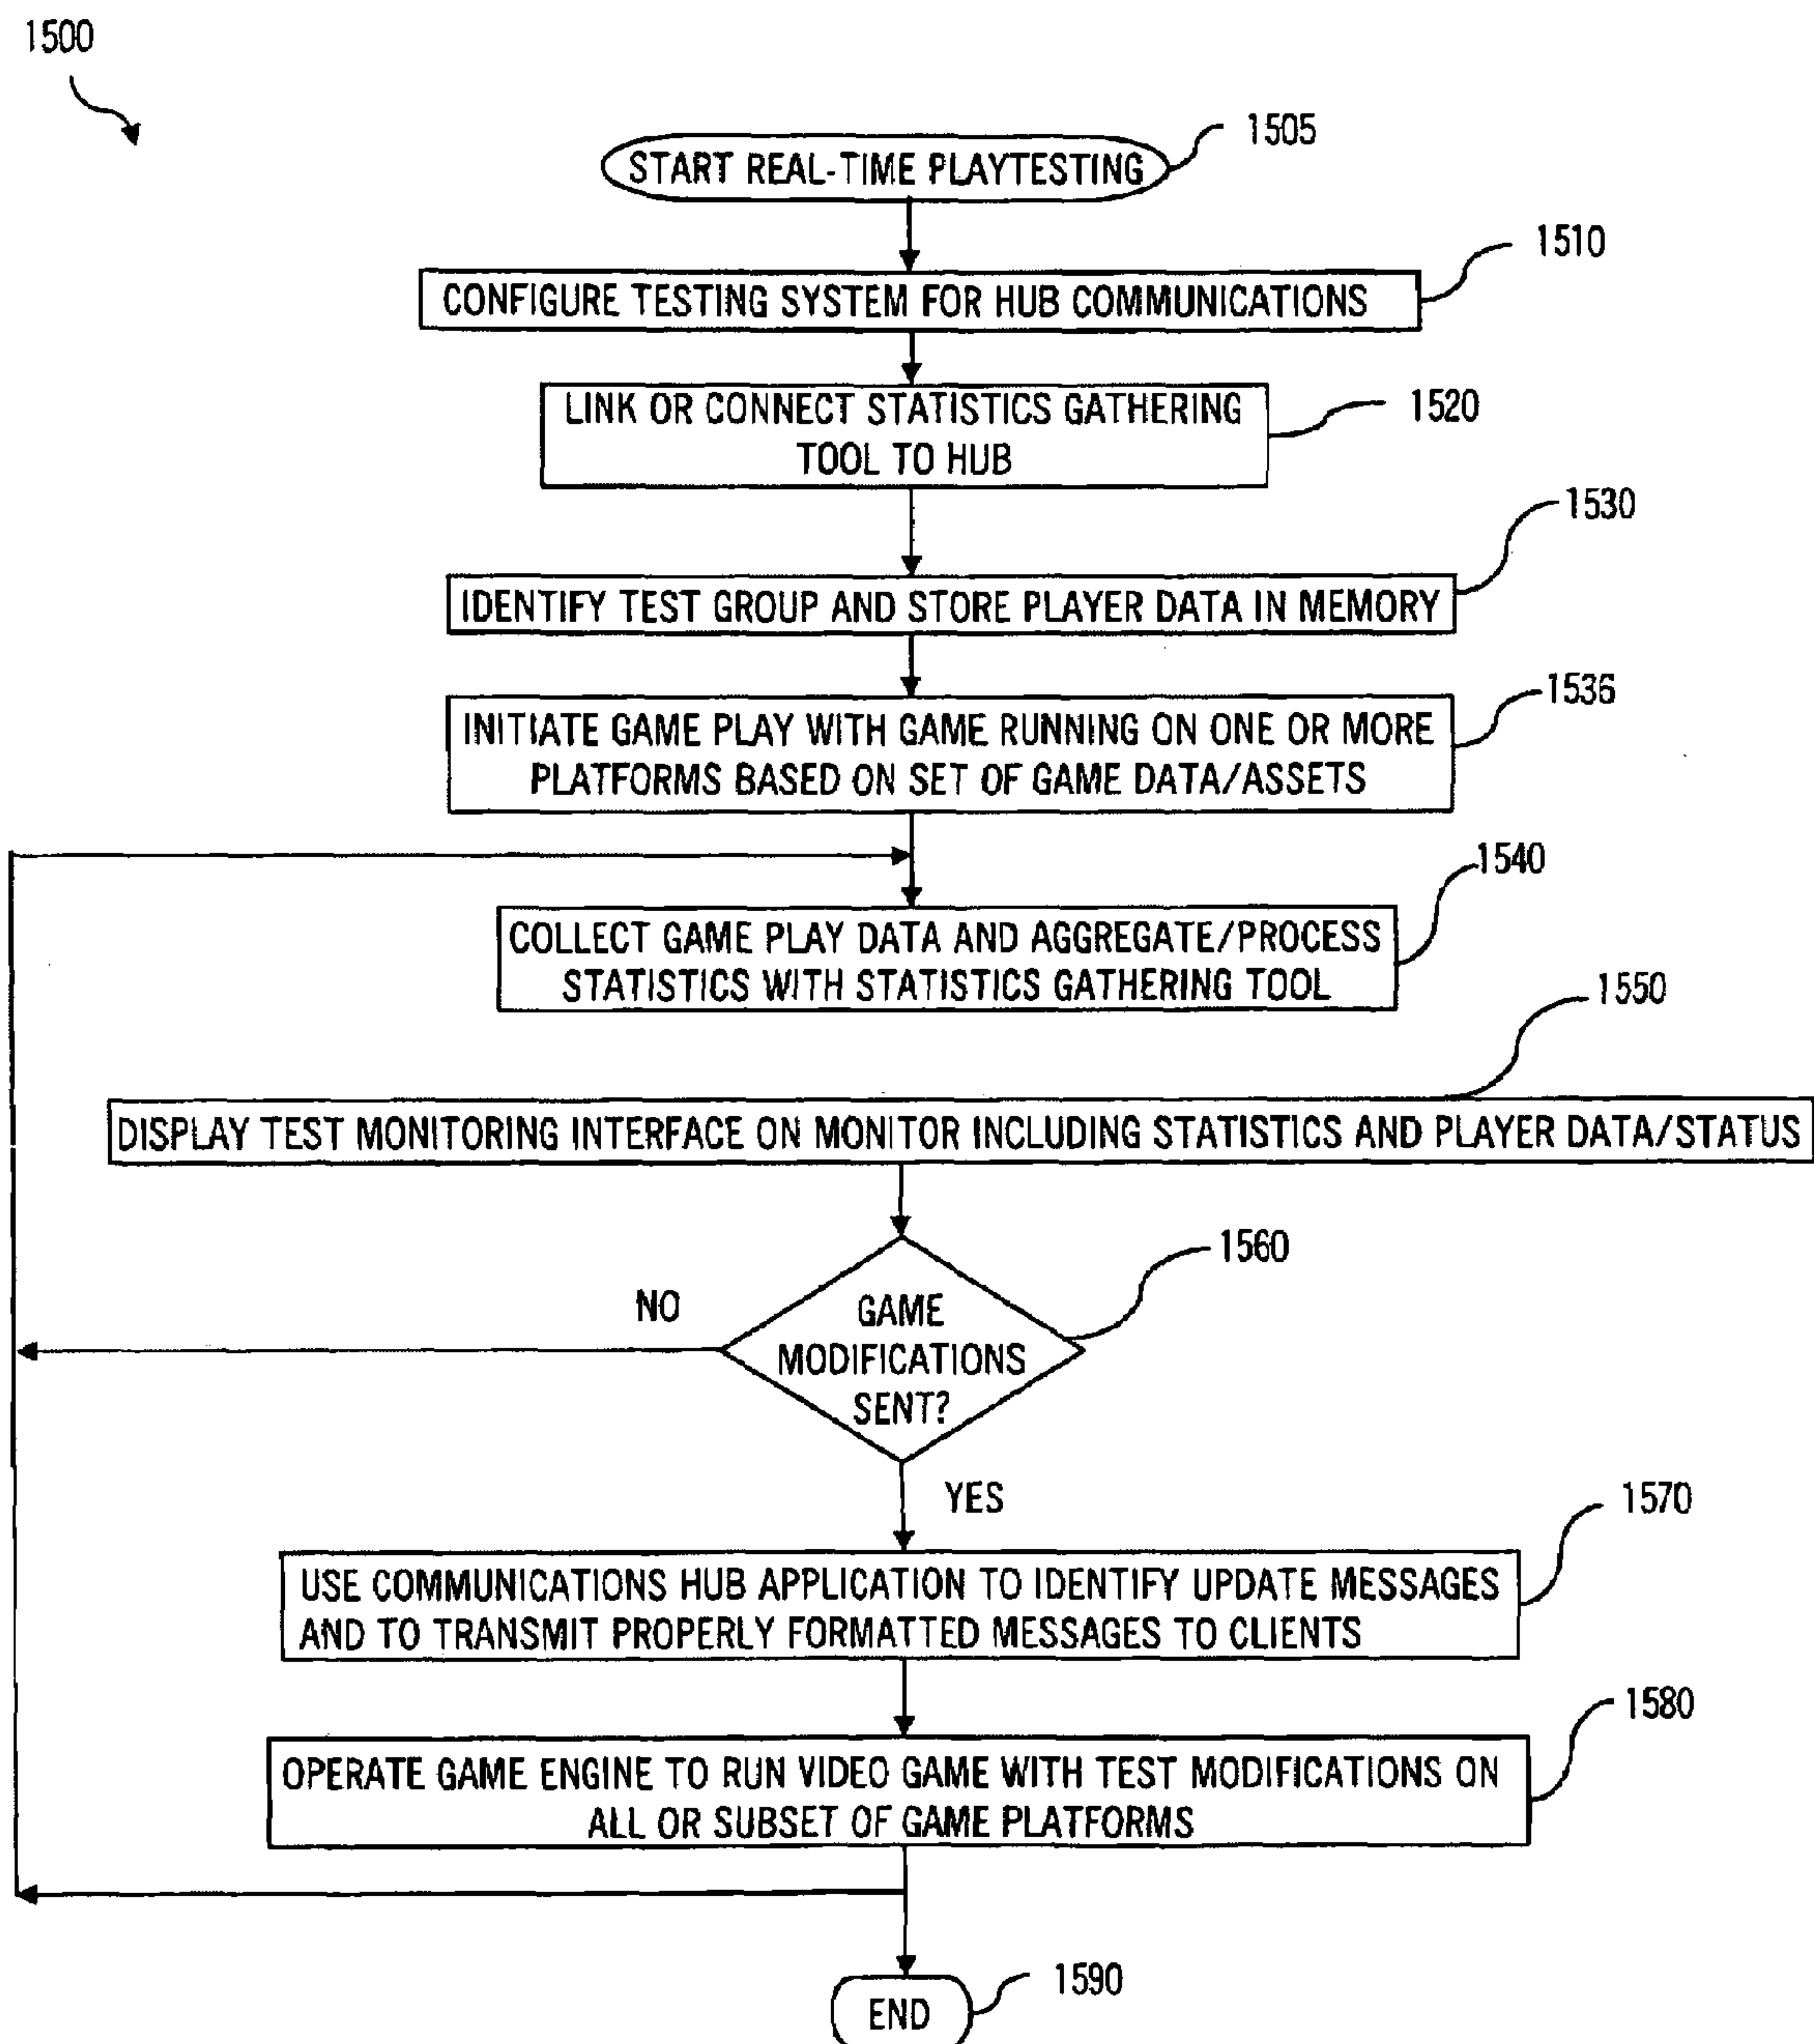 1500
START REAL-TIME PLAYTESTING
1505
CONFIGURE TESTING SYSTEM FOR HUB COMMUNICATIONS
1510
LINK OR CONNECT STATISTICS GATHERING
TOOL TO HUB
1520
IDENTIFY TEST GROUP AND STORE PLAYER DATA IN MEMORY
1530
INITIATE GAME PLAY WITH GAME RUNNING ON ONE OR MORE
PLATFORMS BASED ON SET OF GAME DATA/ASSETS
1536
COLLECT GAME PLAY DATA AND AGGREGATE/PROCESS
STATISTICS WITH STATISTICS GATHERING TOOL
1540
DISPLAY TEST MONITORING INTERFACE ON MONITOR INCLUDING STATISTICS AND PLAYER DATA/STATUS
1550
GAME
MODIFICATIONS
SENT?
1560
NO
YES
USE COMMUNICATIONS HUB APPLICATION TO IDENTIFY UPDATE MESSAGES
AND TO TRANSMIT PROPERLY FORMATTED MESSAGES TO CLIENTS
1570
OPERATE GAME ENGINE TO RUN VIDEO GAME WITH TEST MODIFICATIONS ON
ALL OR SUBSET OF GAME PLATFORMS
1580
END
1590